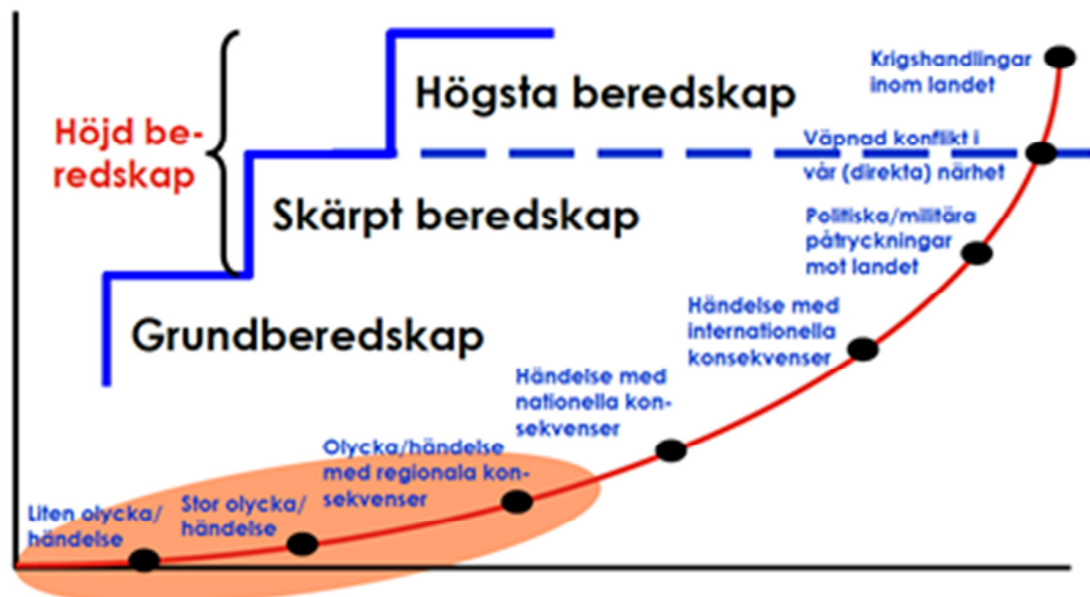 Högsta beredskap
Höjd be-
redskap
Skärpt beredskap
Grundberedskap
Krigshandlingar
inom landet
Väpnad konflikt i
vår (direkta) närhet
Politiska/militära
påtryckningar
mot landet
Händelse med
internationella
konsekvenser
Händelse med
nationella kon-
sekvenser
Olycka/händelse
med regionala kon-
sekvenser
Stor olycka/
händelse
Liten olycka/
händelse